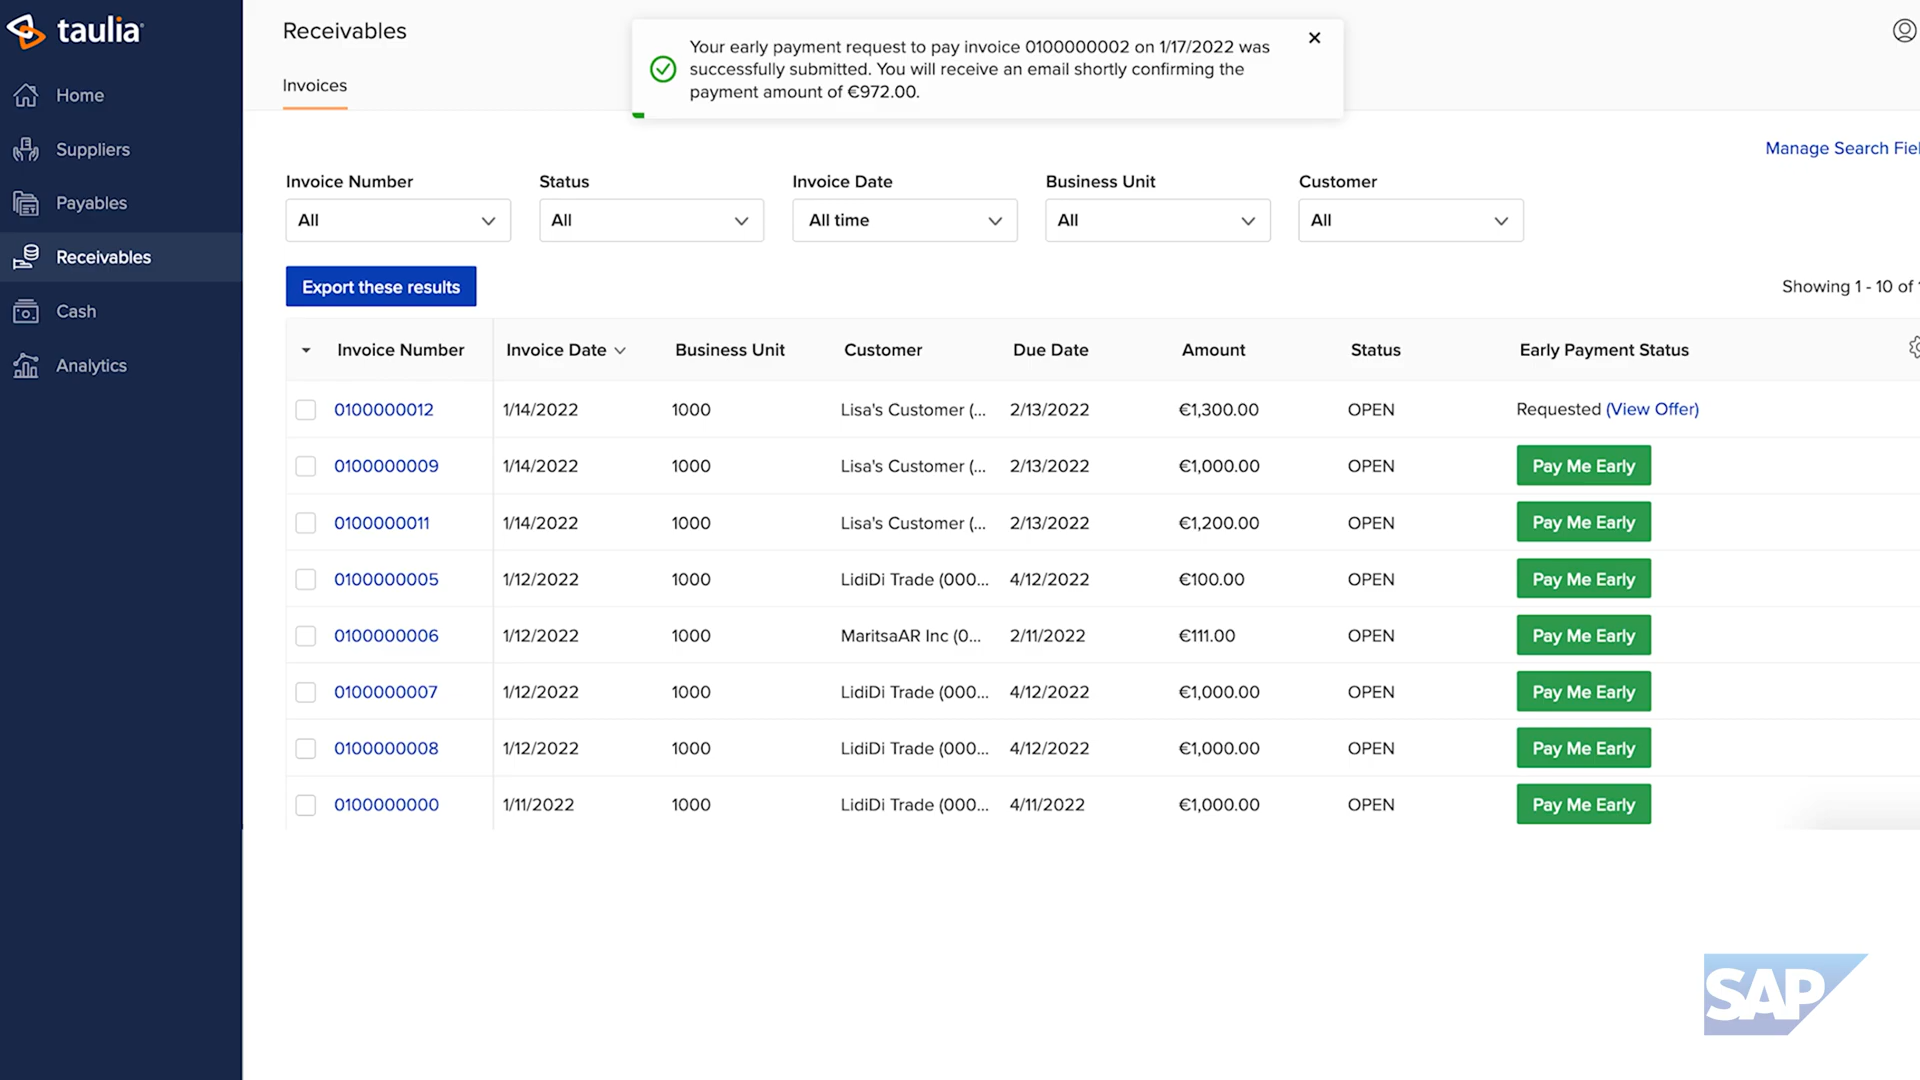 taulia
Home
Suppliers
Payables
Receivables
Cash
Analytics
Receivables
Invoices
Your early payment request to pay invoice 0100000002 on 1/17/2022 was
successfully submitted. You will receive an email shortly confirming the
payment amount of €972.00.
Manage Search Fiel
Invoice Number Status Invoice Date Business Unit Customer
All All All time All All
Export these results
Showing 1 - 10 of
Invoice Number Invoice Date Business Unit Customer Due Date Amount Status Early Payment Status
0100000012 1/14/2022 1000 Lisa's Customer (... 2/13/2022 €1,300.00 OPEN Requested (View Offer)
0100000009 1/14/2022 1000 Lisa's Customer (... 2/13/2022 €1,000.00 OPEN Pay Me Early
0100000011 1/14/2022 1000 Lisa's Customer (... 2/13/2022 €1,200.00 OPEN Pay Me Early
0100000005 1/12/2022 1000 LidiDi Trade (000... 4/12/2022 €100.00 OPEN Pay Me Early
0100000006 1/12/2022 1000 MaritsaAR Inc (0... 2/11/2022 €111.00 OPEN Pay Me Early
0100000007 1/12/2022 1000 LidiDi Trade (000... 4/12/2022 €1,000.00 OPEN Pay Me Early
0100000008 1/12/2022 1000 LidiDi Trade (000... 4/12/2022 €1,000.00 OPEN Pay Me Early
0100000000 1/11/2022 1000 LidiDi Trade (000... 4/11/2022 €1,000.00 OPEN Pay Me Early
SAP